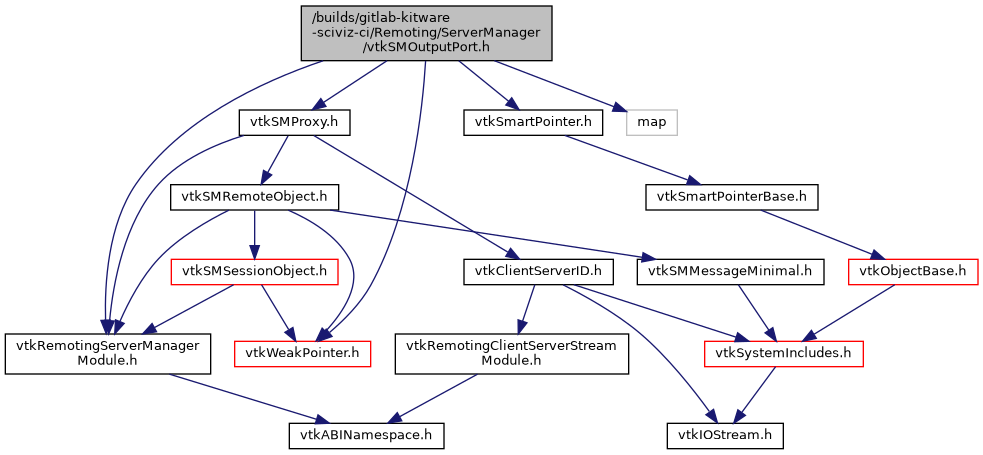 /builds/gitlab-kitware
-sciviz-ci/Remoting/ServerManager
/vtkSMOutputPort.h
vtkSMProxy.h
vtkSmartPointer.h
map
vtkSMRemoteObject.h
vtkSmartPointerBase.h
vtkSMSessionObject.h
vtkClientServerID.h
vtkSMMessageMinimal.h
vtkObjectBase.h
vtkRemotingServerManager
Module.h
vtkWeakPointer.h
vtkRemotingClientServerStream
Module.h
vtkSystemIncludes.h
vtkABINamespace.h
vtkIOStream.h